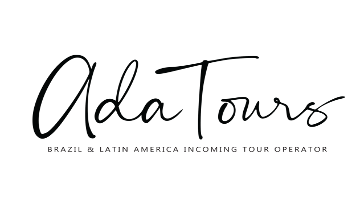 Ada Tours
BRAZIL & LATIN AMERICA INCOMING TOUR OPERATOR